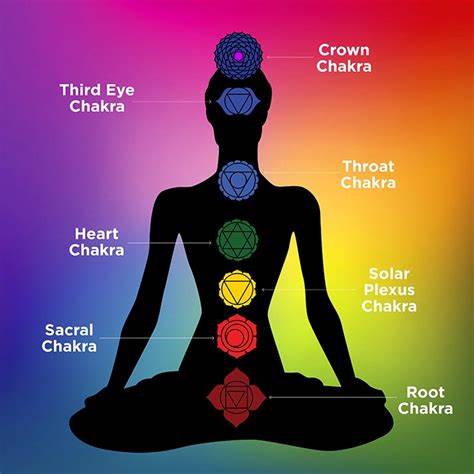 Crown
Chakra
Third Eye
Chakra
Throat
Chakra
Heart
Chakra
Solar
Plexus
Chakra
Sacral
Chakra
Root
Chakra